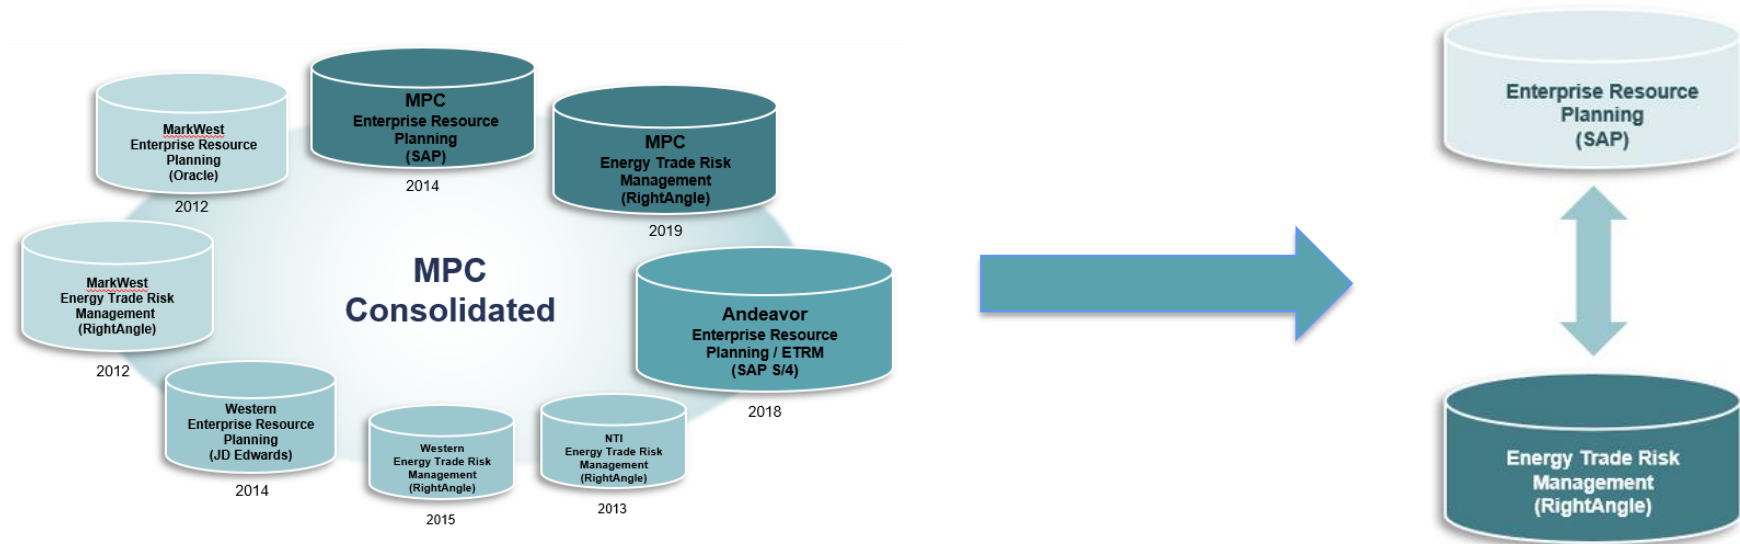 MarkWest
Enterprise Resource
Planning
(Oracle)
2012
MPC
Enterprise Resource
Planning
(SAP)
2014
MPC
Energy Trade Risk
Management
(RightAngle)
2019
MarkWest
Energy Trade Risk
Management
(RightAngle)
2012
MPC
Consolidated
Andeavor
Enterprise Resource
Planning / ETRM
(SAP S/4)
2018
Western
Enterprise Resource
Planning
(JD Edwards)
2014
Western
Energy Trade Risk
Management
(RightAngle)
2015
NTI
Energy Trade Risk
Management
(RightAngle)
2013
Enterprise Resource
Planning
(SAP)
Energy Trade Risk
Management
(RightAngle)